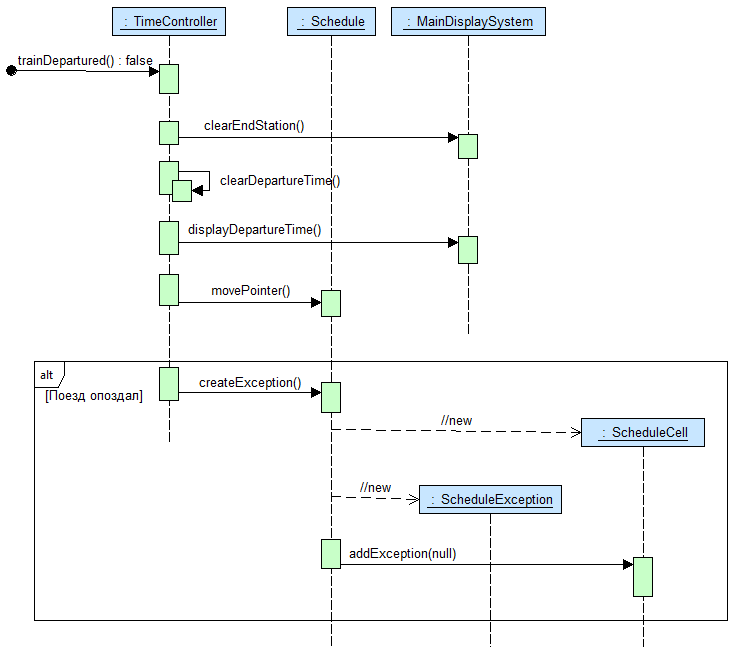 : TimeController
: Schedule
: MainDisplaySystem
trainDepartured() : false
clearEndStation()
clearDepartureTime()
displayDepartureTime()
movePointer()
alt
[Поезд опоздал]
createException()
//new
: ScheduleCell
//new
: ScheduleException
addException(null)